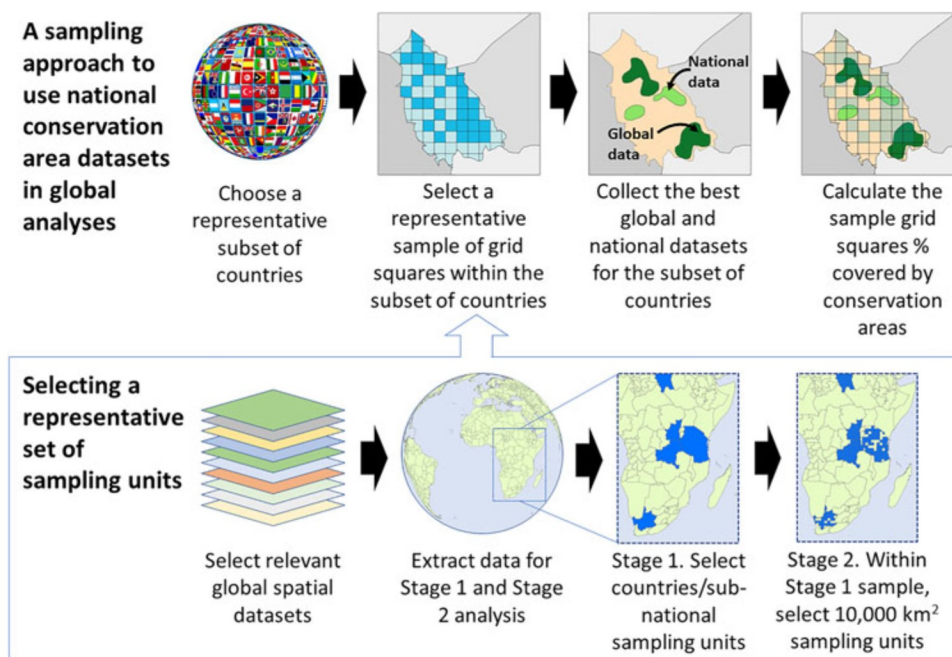 A sampling
approach to
use national
conservation
area datasets
in global
analyses
Choose a
representative
subset of
countries
Select a
representative
sample of grid
squares within the
subset of countries
National
data
Global
data
Collect the best
global and
national datasets
for the subset of
countries
Calculate the
sample grid
squares %
covered by
conservation
areas
Selecting a
representative
set of
sampling units
Select relevant
global spatial
datasets
Extract data for
Stage 1 and Stage
2 analysis
Stage 1. Select
countries/sub-
national
sampling units
Stage 2. Within
Stage 1 sample,
select 10,000 km²
sampling units